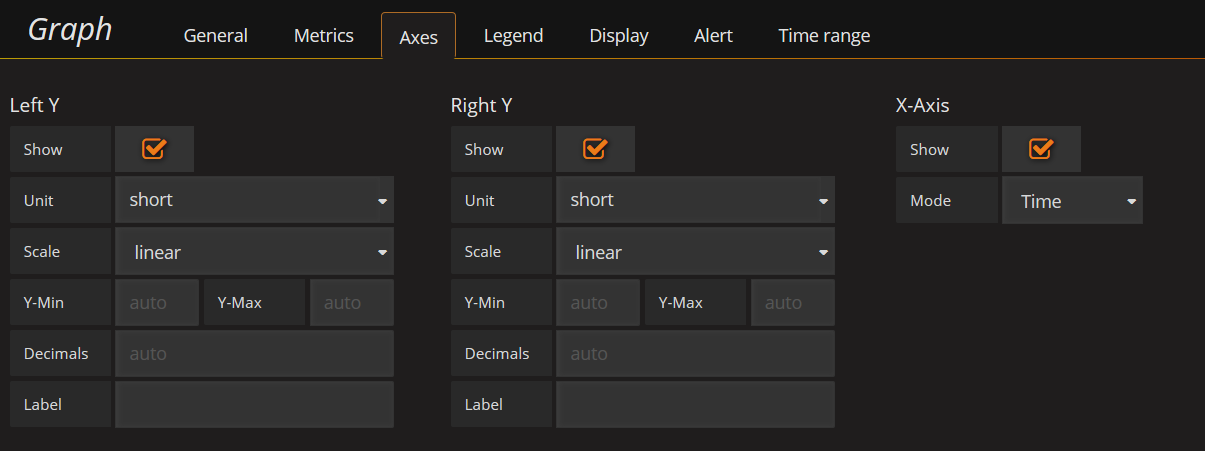 Graph General Metrics Axes Legend Display Alert Time range
Left Y Right Y X-Axis
Show Show Show
Unit short Unit short Mode Time
Scale linear Scale linear
Y-Min auto Y-Max auto Y-Min auto Y-Max auto
Decimals auto Decimals auto
Label Label